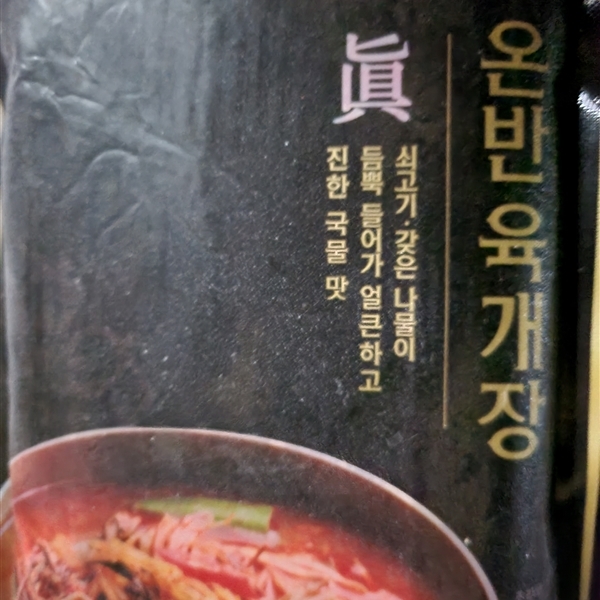 온반 육개장
眞
쇠고기·갖은 나물이
듬뿍 들어가 얼큰하고
진한 국물 맛